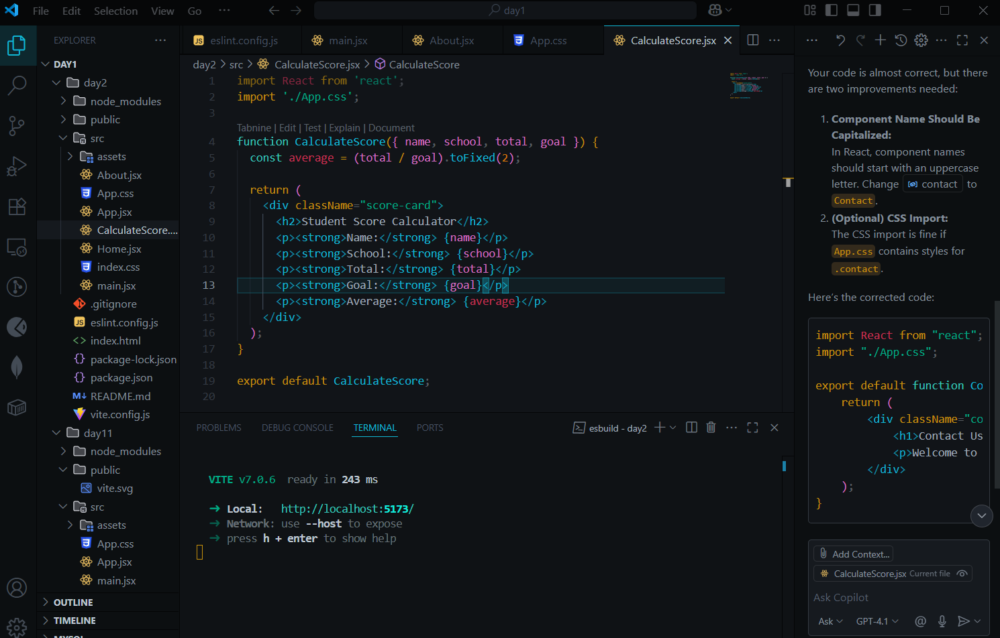 File Edit Selection View Go ··· day1
EXPLORER ···
DAY1
day2
node_modules
public
src
assets
About.jsx
App.css
App.jsx
CalculateScore....
Home.jsx
index.css
main.jsx
.gitignore
JS eslint.config.js
<> index.html
{} package-lock.json
{} package.json
M↓ README.md
vite.config.js
day11
node_modules
public
vite.svg
src
assets
App.css
App.jsx
main.jsx
OUTLINE
TIMELINE
MYSQL
JS eslint.config.js main.jsx About.jsx App.css CalculateScore.jsx
day2 > src > CalculateScore.jsx > CalculateScore
1 import React from 'react';
2 import './App.css';
3
Tabnine | Edit | Test | Explain | Document
4 function CalculateScore({ name, school, total, goal }) {
5 const average = (total / goal).toFixed(2);
6
7 return (
8 <div className="score-card">
9 <h2>Student Score Calculator</h2>
10 <p><strong>Name:</strong> {name}</p>
11 <p><strong>School:</strong> {school}</p>
12 <p><strong>Total:</strong> {total}</p>
13 <p><strong>Goal:</strong> {goal}</p>
14 <p><strong>Average:</strong> {average}</p>
15 </div>
16 );
17 }
18
19 export default CalculateScore;
20
PROBLEMS DEBUG CONSOLE TERMINAL PORTS esbuild - day2
VITE v7.0.6 ready in 243 ms
➜ Local: http://localhost:5173/
➜ Network: use --host to expose
➜ press h + enter to show help
Your code is almost correct, but there
are two improvements needed:
1. Component Name Should Be
Capitalized:
In React, component names
should start with an uppercase
letter. Change contact to
Contact.
2. (Optional) CSS Import:
The CSS import is fine if
App.css contains styles for
.contact.
Here's the corrected code:
import React from "react";
import "./App.css";
export default function Co
return (
<div className="co
<h1>Contact Us
<p>Welcome to
</div>
);
}
Add Context...
CalculateScore.jsx Current file
Ask Copilot
Ask GPT-4.1 @